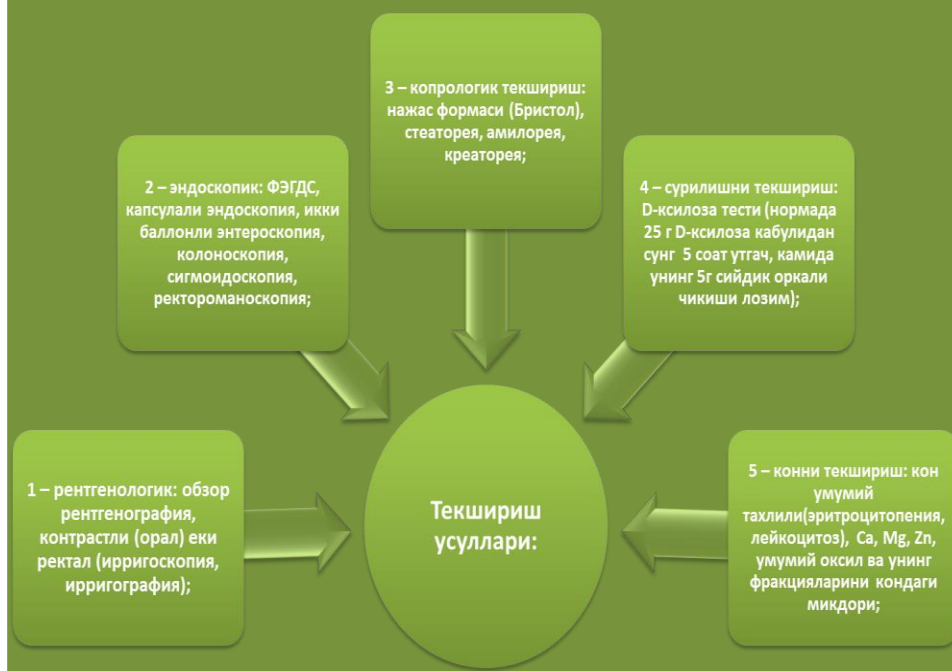 3 – копрологик текшириш:
нажас формаси (Бристол),
стеаторея, амилорея,
креаторея;
2 – эндоскопик: ФЭГДС,
капсулали эндоскопия, икки
баллонли энтероскопия,
колоноскопия,
сигмоидоскопия,
ректороманоскопия;
4 – сурилишни текшириш:
D-ксилоза тести (нормада
25 г D-ксилоза кабулидан
сунг 5 соат утгач, камида
унинг 5г сийдик оркали
чикиши лозим);
1 – рентгенологик: обзор
рентгенография,
контрастли (орал) еки
ректал (ирригоскопия,
ирригография);
Текшириш
усуллари:
5 – конни текшириш: кон
умумий
тахлили(эритроцитопения,
лейкоцитоз), Ca, Mg, Zn,
умумий оксил ва унинг
фракцияларини кондаги
микдори;